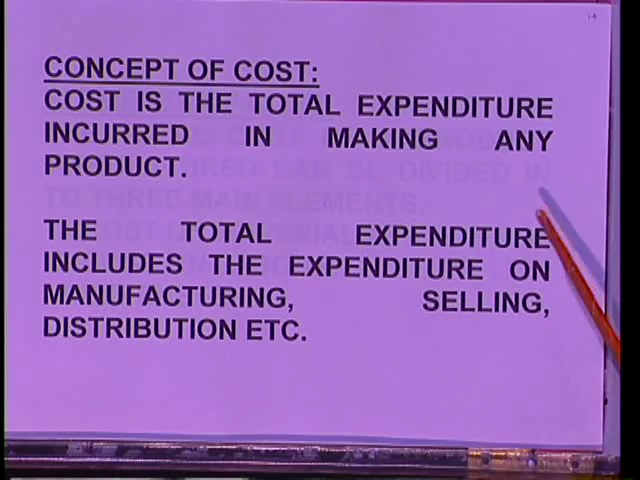 CONCEPT OF COST:
COST IS THE TOTAL EXPENDITURE
INCURRED IN MAKING ANY
PRODUCT.
THE TOTAL EXPENDITURE
INCLUDES THE EXPENDITURE ON
MANUFACTURING, SELLING,
DISTRIBUTION ETC.